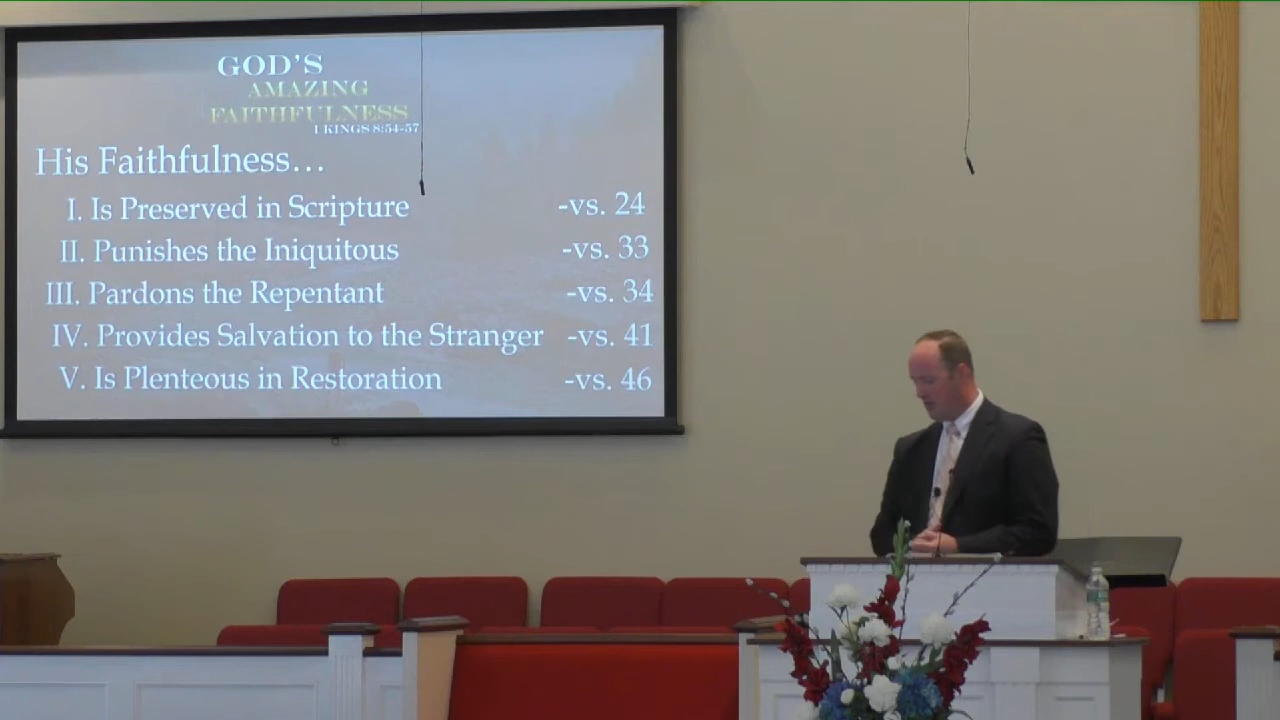 GOD'S
AMAZING
FAITHFULNESS
1 KINGS 8:54-57
His Faithfulness...
I. Is Preserved in Scripture -vs. 24
II. Punishes the Iniquitous -vs. 33
III. Pardons the Repentant -vs. 34
IV. Provides Salvation to the Stranger -vs. 41
V. Is Plenteous in Restoration -vs. 46